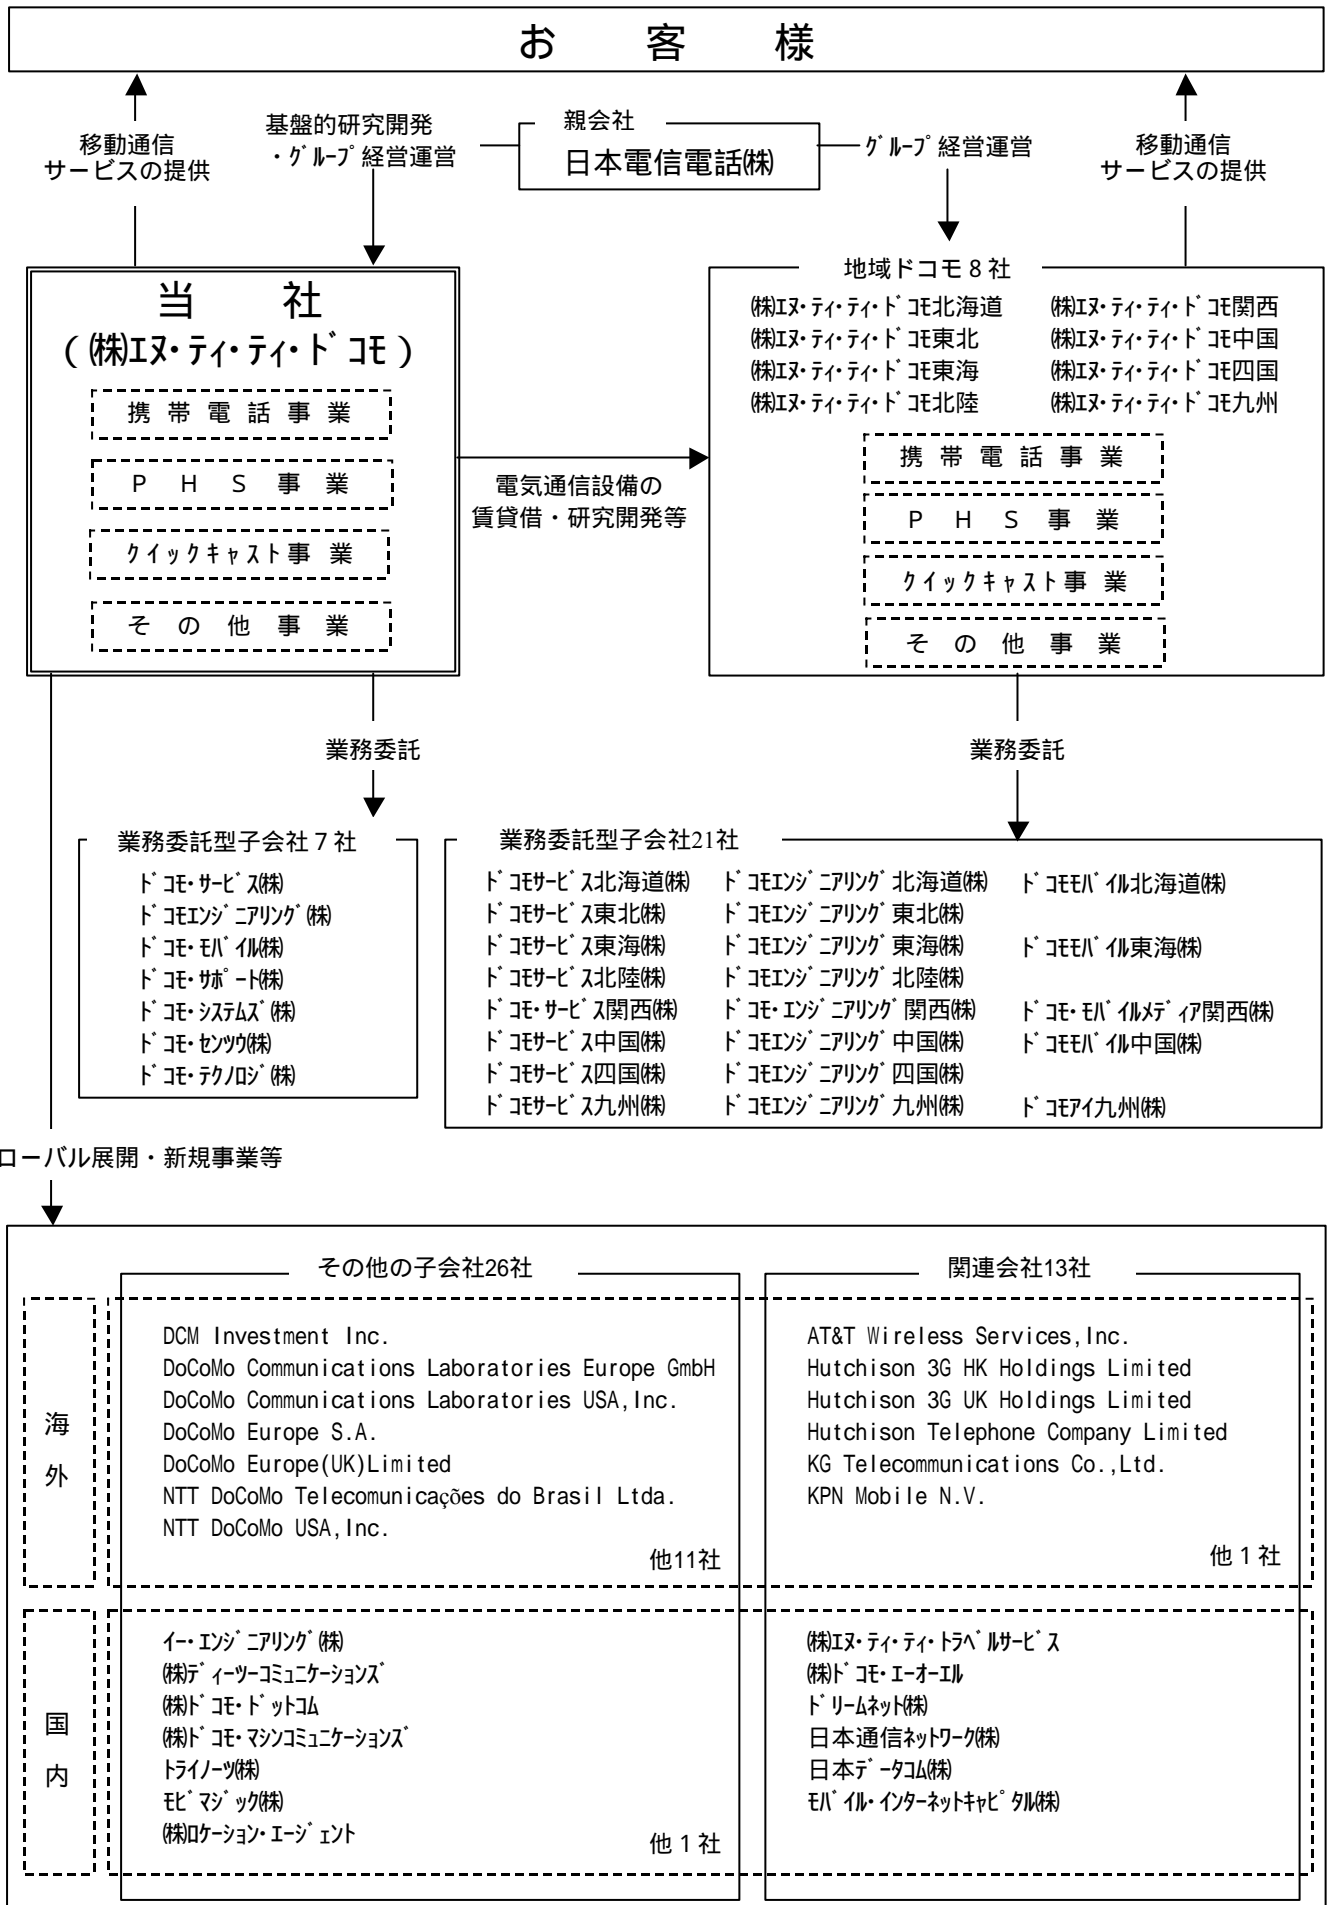 お客様
移動通信
サービスの提供
基盤的研究開発
・グループ経営運営
親会社
日本電信電話㈱
グループ経営運営
移動通信
サービスの提供
当社
（㈱エヌ・ティ・ティ・ドコモ）
携帯電話事業
ＰＨＳ事業
クイックキャスト事業
その他事業
電気通信設備の
賃貸借・研究開発等
地域ドコモ８社
㈱エヌ・ティ・ティ・ドコモ北海道 ㈱エヌ・ティ・ティ・ドコモ関西
㈱エヌ・ティ・ティ・ドコモ東北 ㈱エヌ・ティ・ティ・ドコモ中国
㈱エヌ・ティ・ティ・ドコモ東海 ㈱エヌ・ティ・ティ・ドコモ四国
㈱エヌ・ティ・ティ・ドコモ北陸 ㈱エヌ・ティ・ティ・ドコモ九州
携帯電話事業
ＰＨＳ事業
クイックキャスト事業
その他事業
業務委託
業務委託
業務委託型子会社７社
ドコモ・サービス㈱
ドコモエンジニアリング㈱
ドコモ・モバイル㈱
ドコモ・サポート㈱
ドコモ・システムズ㈱
ドコモ・センツウ㈱
ドコモ・テクノロジ㈱
業務委託型子会社21社
ドコモサービス北海道㈱ ドコモエンジニアリング北海道㈱ ドコモモバイル北海道㈱
ドコモサービス東北㈱ ドコモエンジニアリング東北㈱
ドコモサービス東海㈱ ドコモエンジニアリング東海㈱ ドコモモバイル東海㈱
ドコモサービス北陸㈱ ドコモエンジニアリング北陸㈱
ドコモ・サービス関西㈱ ドコモ・エンジニアリング関西㈱ ドコモ・モバイルメディア関西㈱
ドコモサービス中国㈱ ドコモエンジニアリング中国㈱ ドコモモバイル中国㈱
ドコモサービス四国㈱ ドコモエンジニアリング四国㈱
ドコモサービス九州㈱ ドコモエンジニアリング九州㈱ ドコモアイ九州㈱
ローバル展開・新規事業等
その他の子会社26社
関連会社13社
海外
DCM Investment Inc.
DoCoMo Communications Laboratories Europe GmbH
DoCoMo Communications Laboratories USA,Inc.
DoCoMo Europe S.A.
DoCoMo Europe(UK)Limited
NTT DoCoMo Telecomunicações do Brasil Ltda.
NTT DoCoMo USA,Inc.
他11社
AT&T Wireless Services,Inc.
Hutchison 3G HK Holdings Limited
Hutchison 3G UK Holdings Limited
Hutchison Telephone Company Limited
KG Telecommunications Co.,Ltd.
KPN Mobile N.V.
他１社
国内
イー・エンジニアリング㈱
㈱ディーツーコミュニケーションズ
㈱ドコモ・ドットコム
㈱ドコモ・マシンコミュニケーションズ
トライノーツ㈱
モビマジック㈱
㈱ロケーション・エージェント
他１社
㈱エヌ・ティ・ティ・トラベルサービス
㈱ドコモ・エーオーエル
ドリームネット㈱
日本通信ネットワーク㈱
日本データコム㈱
モバイル・インターネットキャピタル㈱